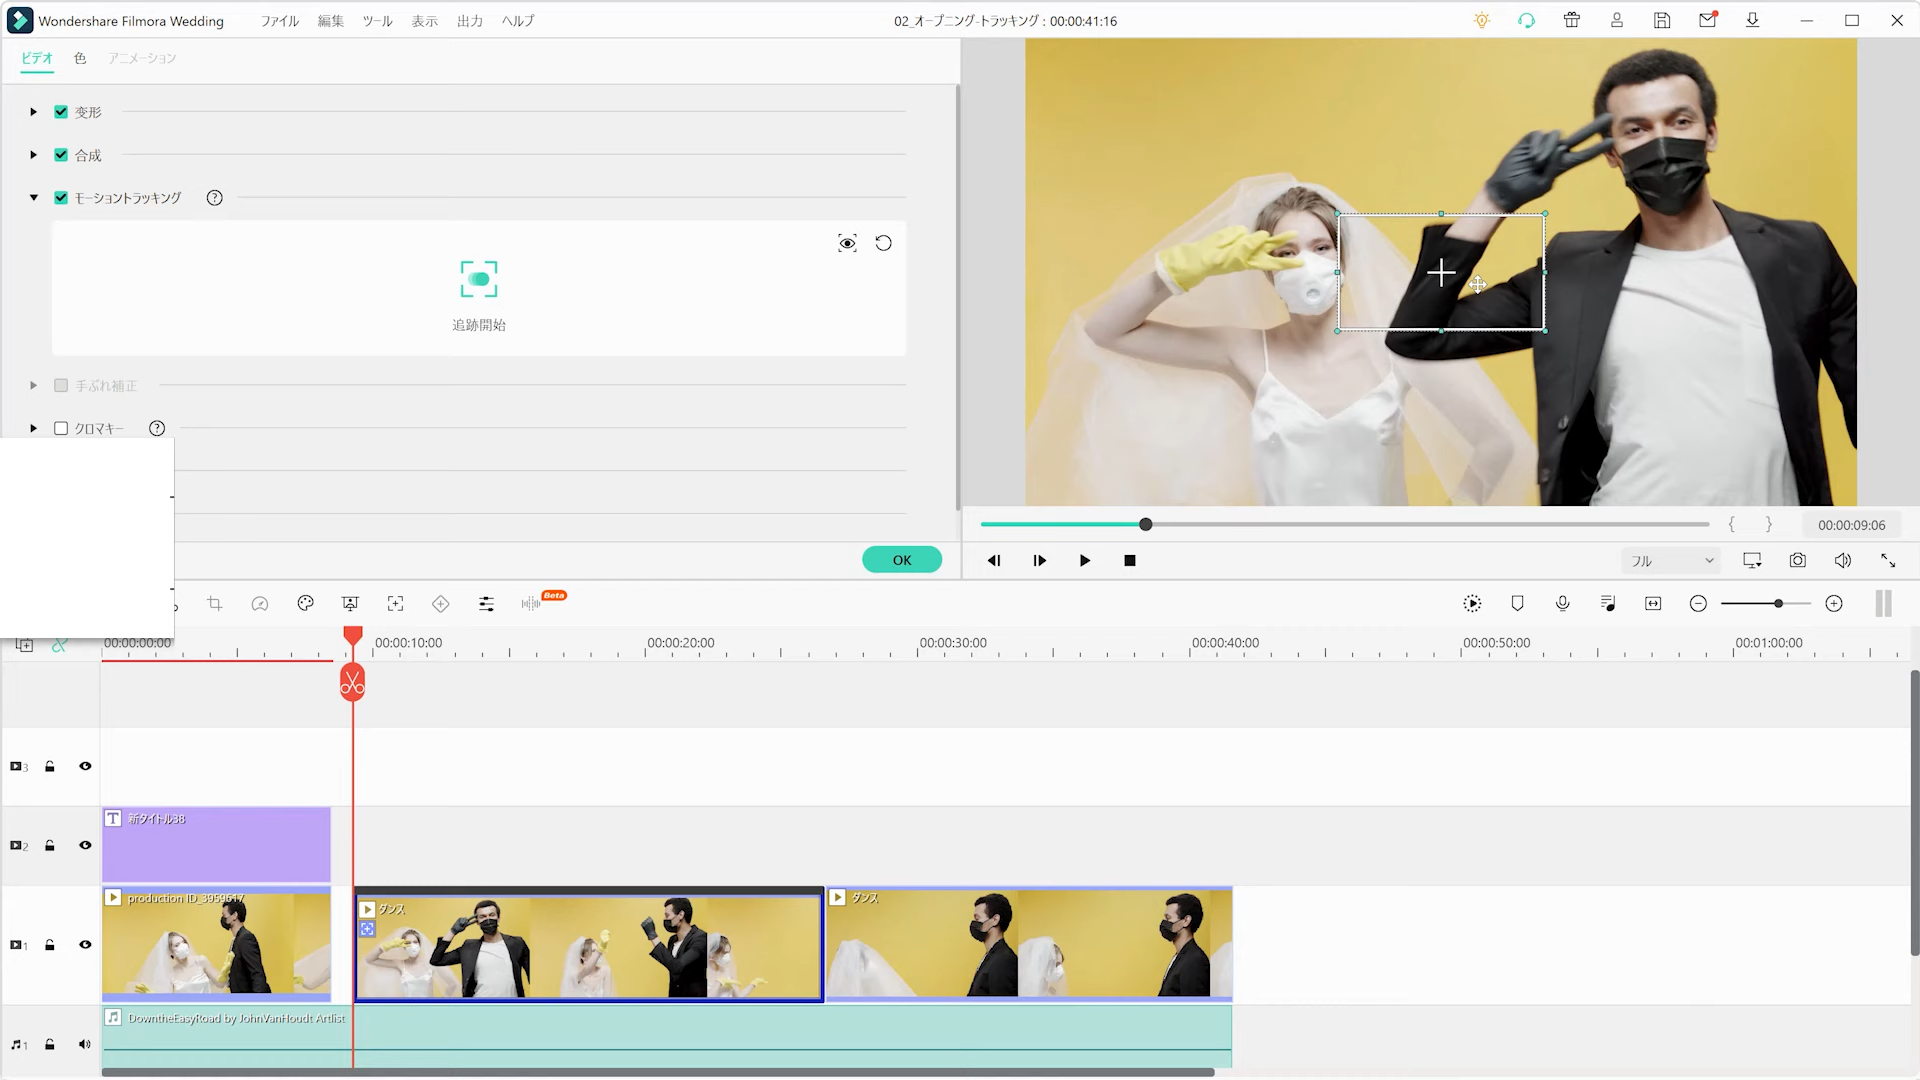 Wondershare Filmora Wedding
ファイル 編集 ツール 表示 出力 ヘルプ
02_オープニング-トラッキング : 00:00:41:16
ビデオ 色 アニメーション
変形
合成
モーショントラッキング
追跡開始
手ぶれ補正
クロマキー
OK
00:00:09:06
フル
Beta
00:00:00:00 00:00:10:00 00:00:20:00 00:00:30:00 00:00:40:00 00:00:50:00 00:01:00:00
3
2
T 新タイトル38
1
production ID_3959617
ダンス
ダンス
1
DowntheEasyRoad by JohnVanHoudt Artlist